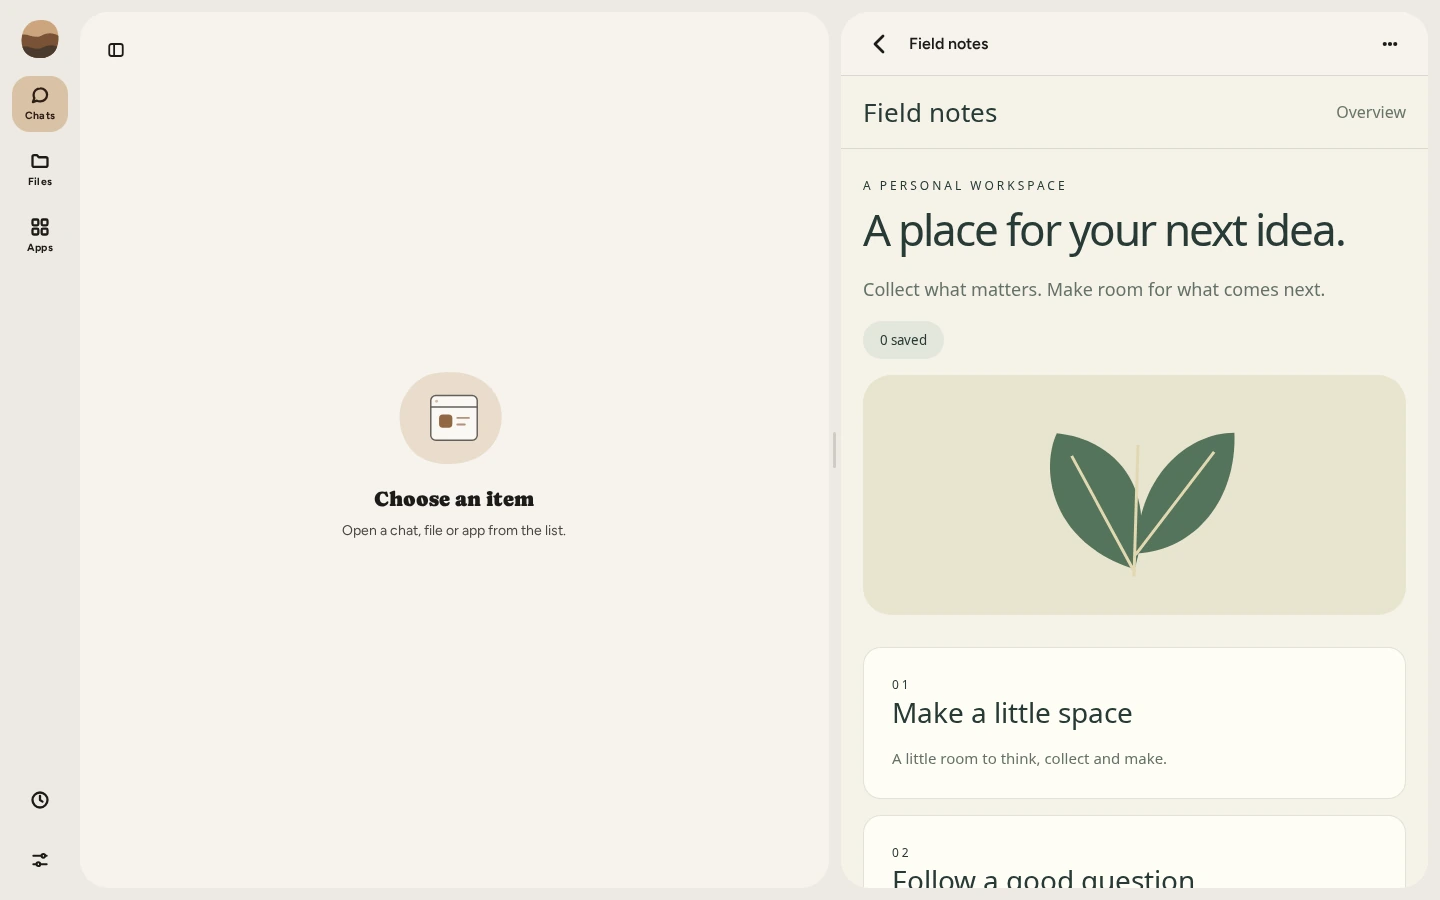 Chats
Files
Apps
Choose an item
Open a chat, file or app from the list.
Field notes
Field notes
Overview
A PERSONAL WORKSPACE
A place for your next idea.
Collect what matters. Make room for what comes next.
0 saved
01
Make a little space
A little room to think, collect and make.
02
Follow a good question